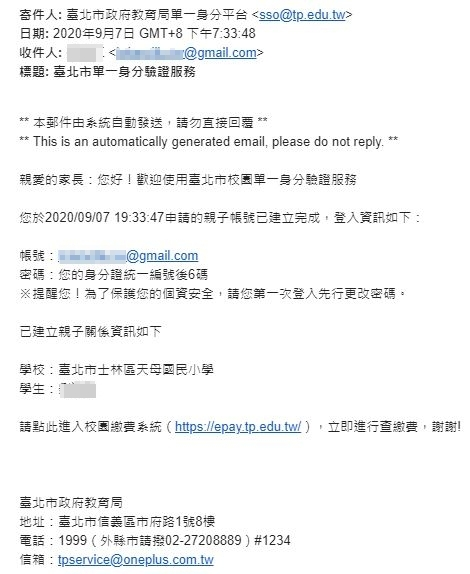 寄件人: 臺北市政府教育局單一身分平台 <sso@tp.edu.tw>
日期: 2020年9月7日 GMT+8 下午7:33:48
收件人: <@gmail.com>
標題: 臺北市單一身分驗證服務
** 本郵件由系統自動發送，請勿直接回覆 **
** This is an automatically generated email, please do not reply. **
親愛的家長：您好！歡迎使用臺北市校園單一身分驗證服務
您於2020/09/07 19:33:47申請的親子帳號已建立完成，登入資訊如下：
帳號：@gmail.com
密碼：您的身分證統一編號後6碼
※提醒您！為了保護您的個資安全，請您第一次登入先行更改密碼。
已建立親子關係資訊如下
學校：臺北市士林區天母國民小學
學生：
請點此進入校園繳費系統（https://epay.tp.edu.tw/），立即進行查繳費，謝謝!
臺北市政府教育局
地址：臺北市信義區市府路1號8樓
電話：1999（外縣市請撥02-27208889）#1234
信箱：tpservice@oneplus.com.tw